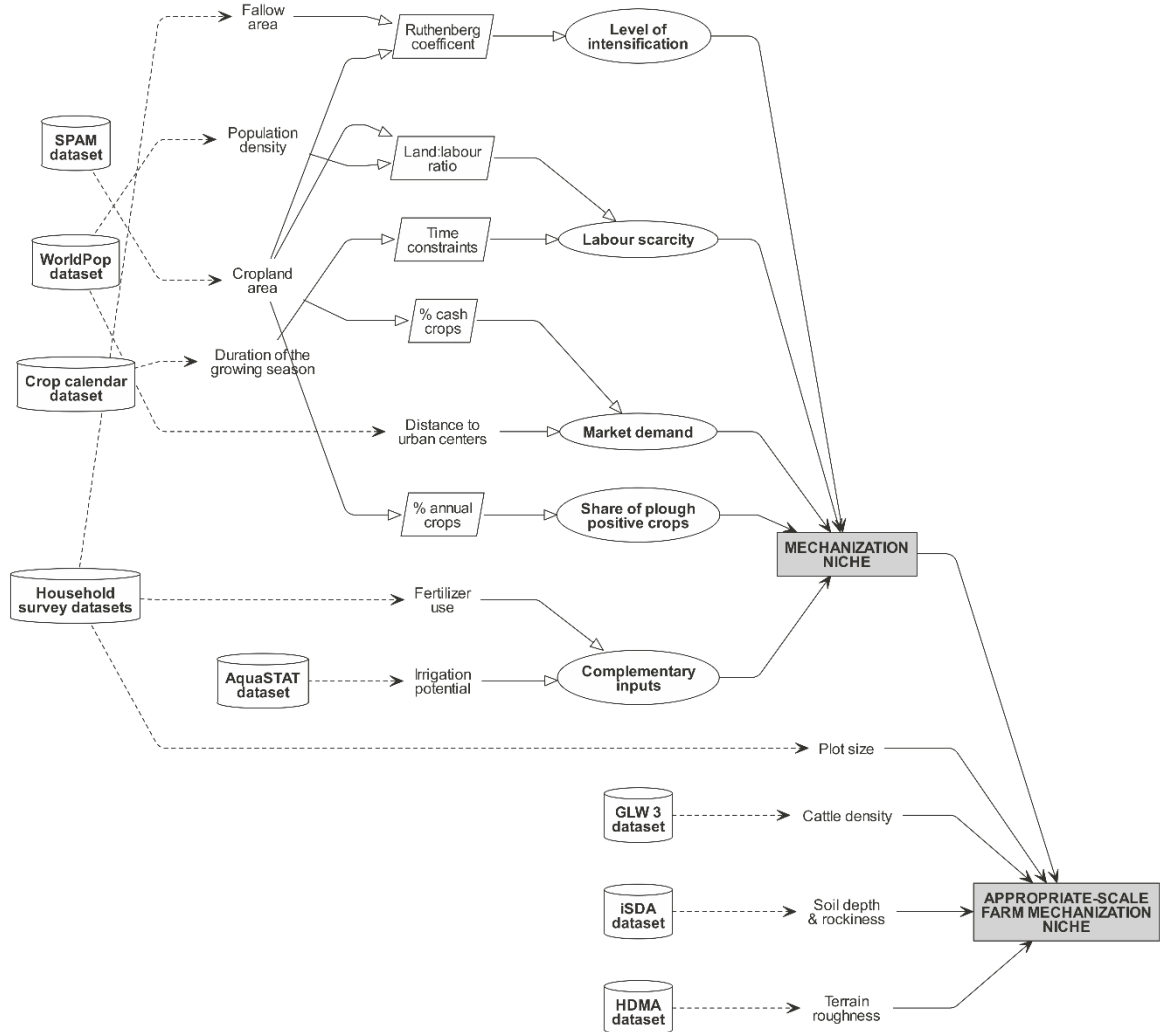 Fallow
area
Ruthenberg
coefficent
Level of
intensification
SPAM
dataset
Population
density
Land:labour
ratio
WorldPop
dataset
Cropland
area
Time
constraints
Labour scarcity
% cash
crops
Crop calendar
dataset
Duration of the
growing season
Distance to
urban centers
Market demand
% annual
crops
Share of plough
positive crops
MECHANIZATION
NICHE
Household
survey datasets
Fertilizer
use
AquaSTAT
dataset
Irrigation
potential
Complementary
inputs
Plot size
GLW 3
dataset
Cattle density
iSDA
dataset
Soil depth
& rockiness
APPROPRIATE-SCALE
FARM MECHANIZATION
NICHE
HDMA
dataset
Terrain
roughness